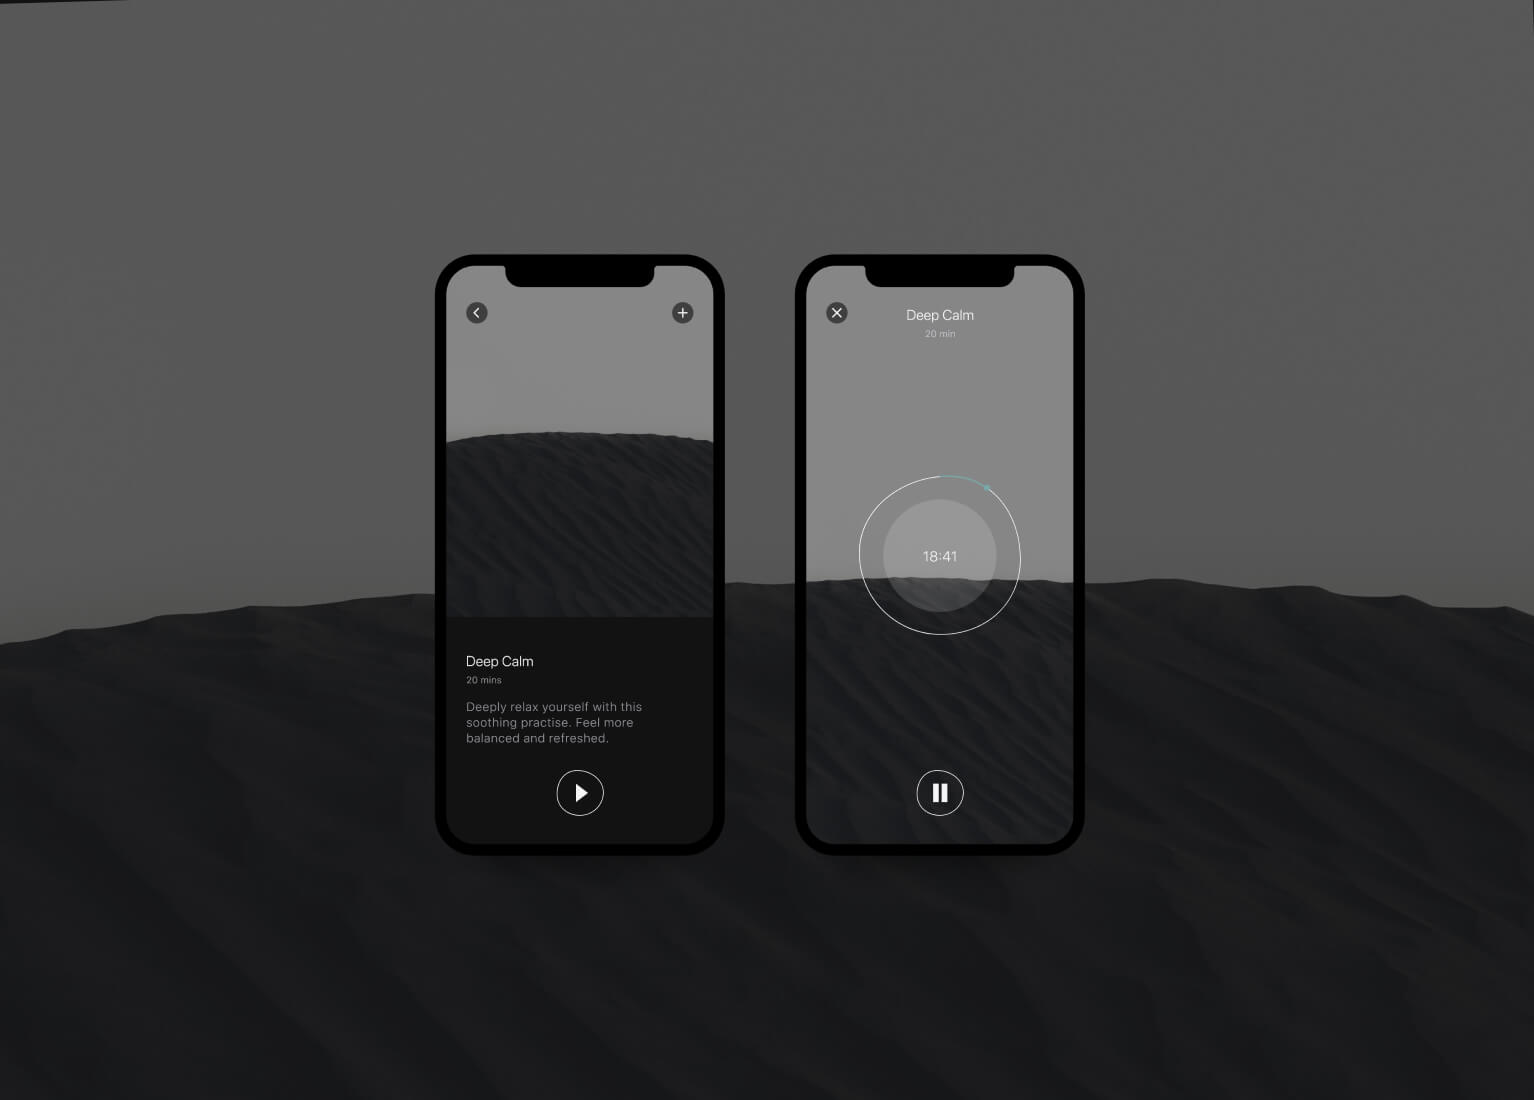 Deep Calm
20 mins
Deeply relax yourself with this
soothing practise. Feel more
balanced and refreshed.
Deep Calm
20 min
18:41